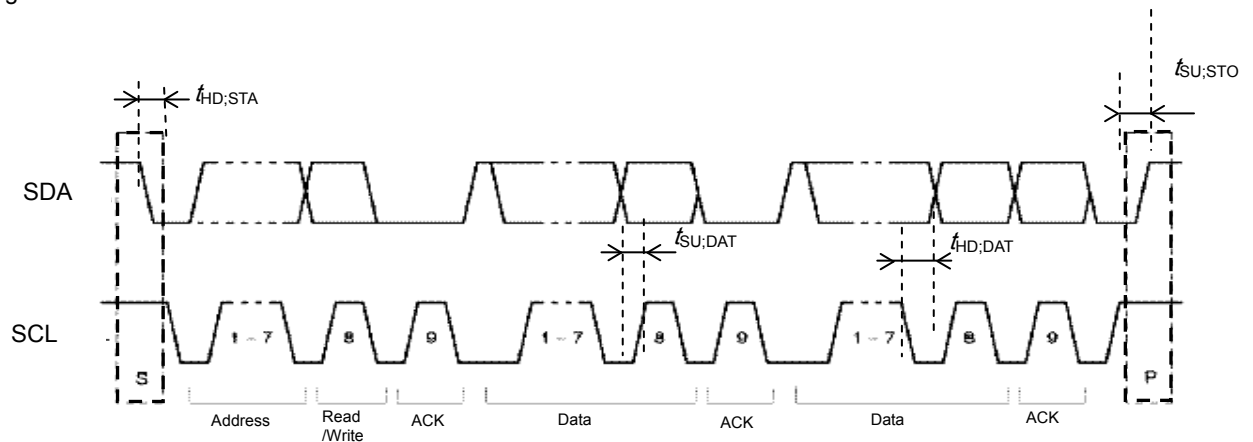 tSU;STO
tHD;STA
SDA
tSU;DAT
tHD;DAT
SCL
1 – 7 8 9 1 – 7 8 9 1 – 7 8 9
S P
Address Read /Write ACK Data ACK Data ACK